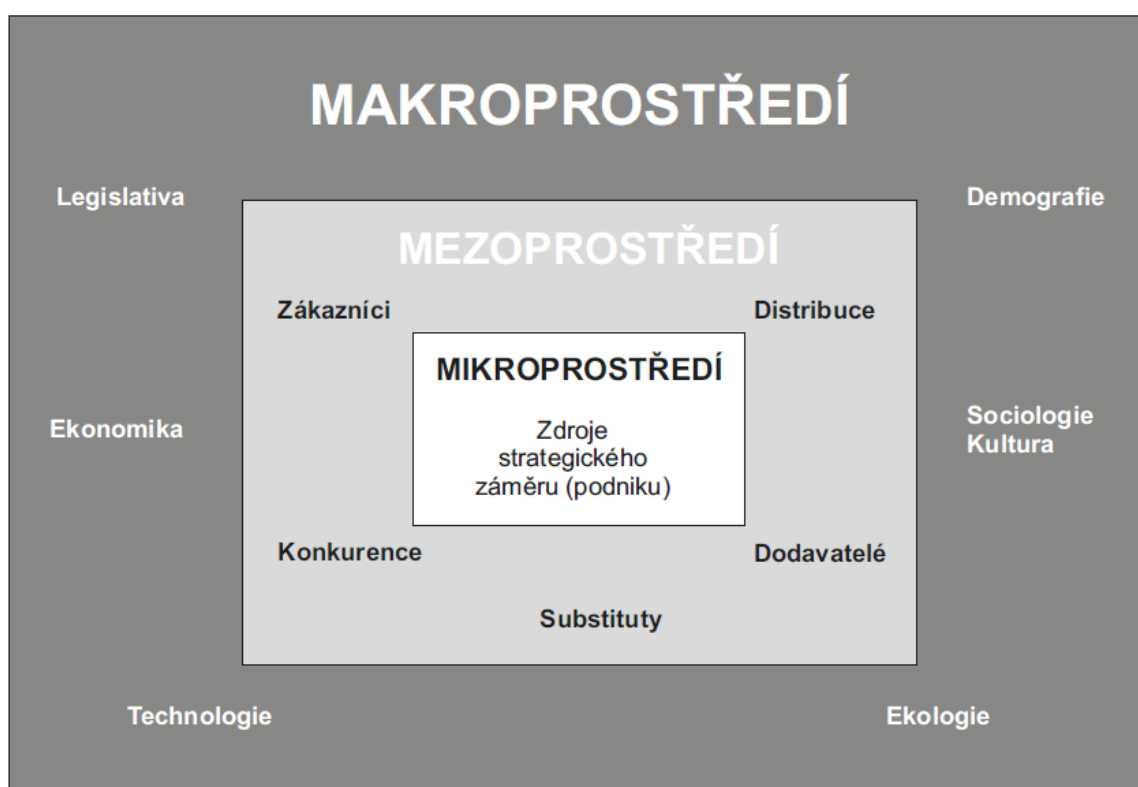 MAKROPROSTŘEDÍ
Legislativa
Demografie
MEZOPROSTŘEDÍ
Zákazníci
Distribuce
MIKROPROSTŘEDÍ
Ekonomika
Zdroje
strategického
záměru (podniku)
Sociologie
Kultura
Konkurence
Dodavatelé
Substituty
Technologie
Ekologie